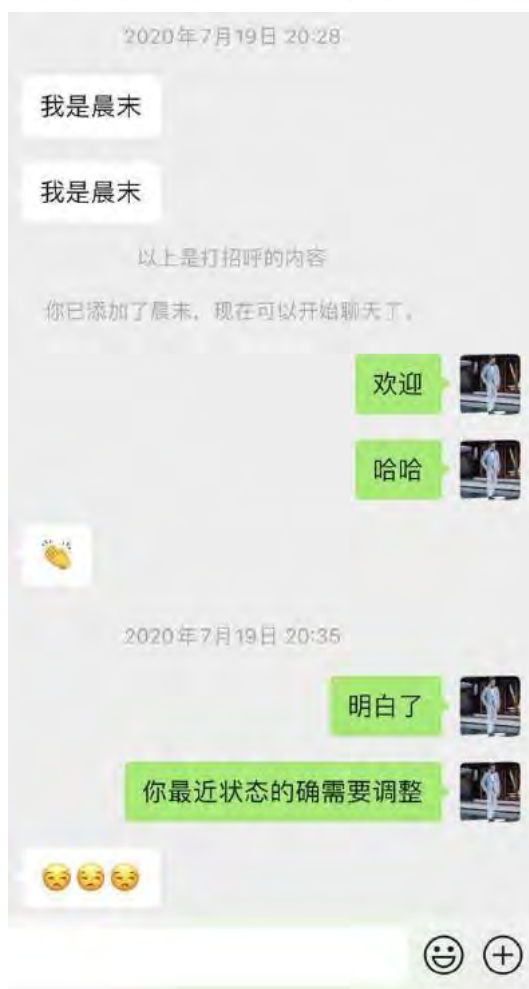 2020年7月19日 20:28
我是晨末
我是晨末
以上是打招呼的内容
你已添加了晨末，现在可以开始聊天了。
欢迎
哈哈
2020年7月19日 20:35
明白了
你最近状态的确需要调整